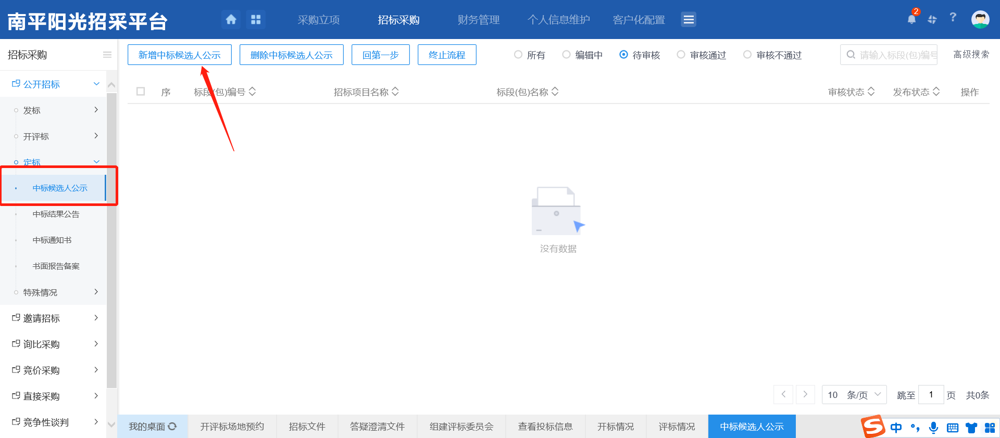 南平阳光招采平台
采购立项 招标采购 财务管理 个人信息维护 客户化配置 2 ?
招标采购
新增中标候选人公示 删除中标候选人公示 回第一步 终止流程 所有 编辑中 待审核 审核通过 审核不通过 请输入标段(包)编号 高级搜索
序 标段(包)编号 招标项目名称 标段(包)名称 审核状态 发布状态 操作
公开招标
发标
开评标
定标
中标候选人公示
中标结果公告
中标通知书
书面报告备案
特殊情况
邀请招标
询比采购
竞价采购
直接采购
竞争性谈判
没有数据
10 条/页 跳至 1 页 共0条
我的桌面 开评标场地预约 招标文件 答疑澄清文件 组建评标委员会 查看投标信息 开标情况 评标情况 中标候选人公示
S 中 °,